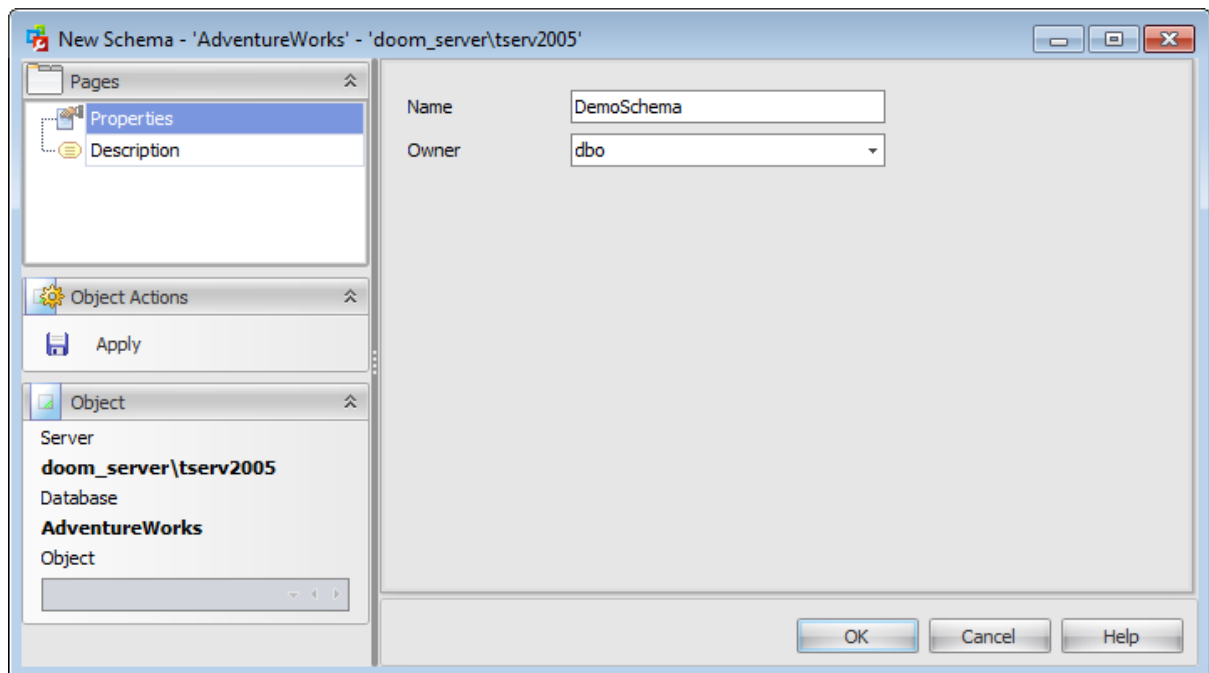 New Schema - 'AdventureWorks' - 'doom_server\tserv2005'
Pages
Properties
Description
Object Actions
Apply
Object
Server
doom_server\tserv2005
Database
AdventureWorks
Object
Name DemoSchema
Owner dbo
OK Cancel Help